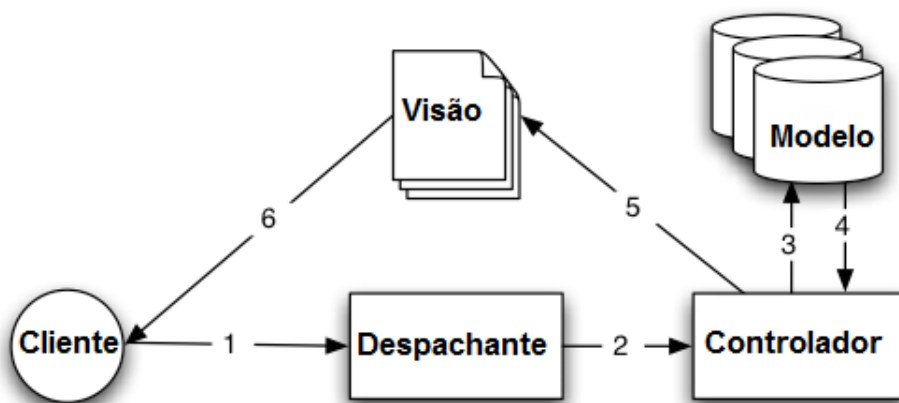 Visão
Modelo
6
5
3
4
Cliente
1
Despachante
2
Controlador